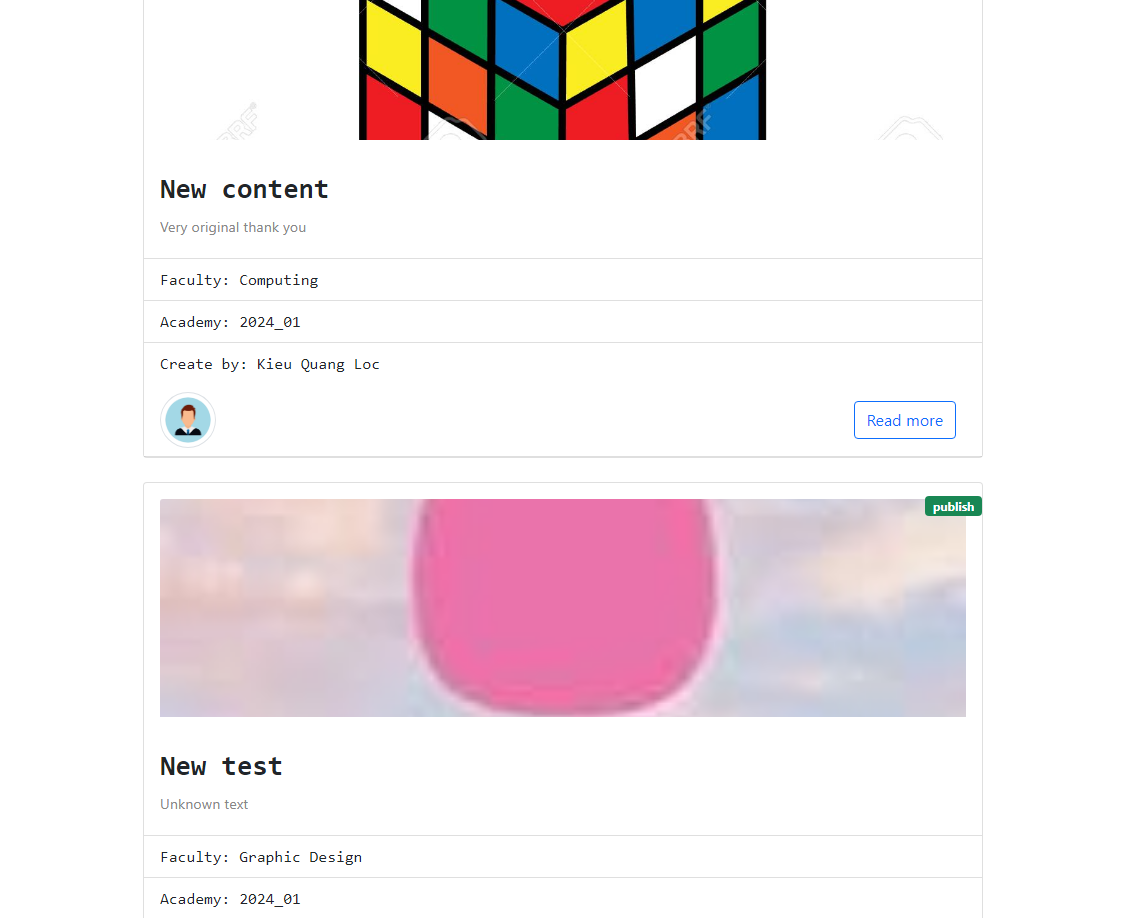 New content
Very original thank you
Faculty: Computing
Academy: 2024_01
Create by: Kieu Quang Loc
Read more
publish
New test
Unknown text
Faculty: Graphic Design
Academy: 2024_01